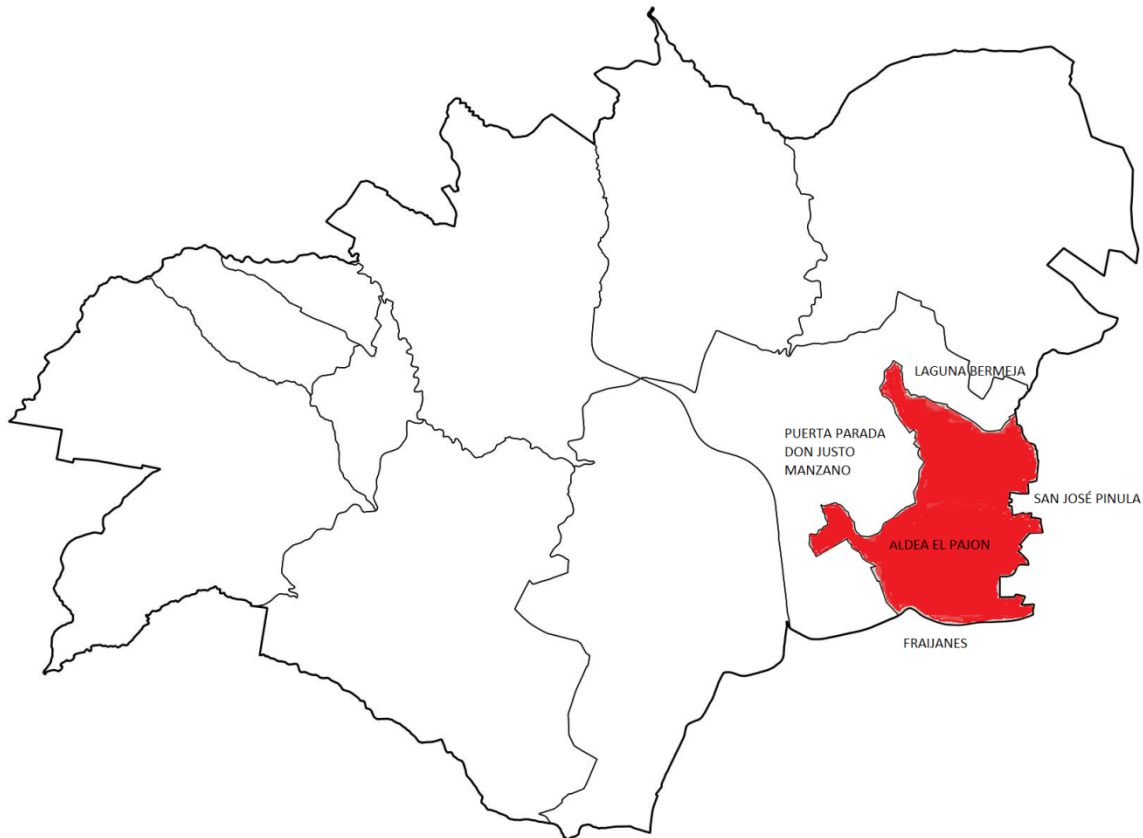 LAGUNA BERMEJA
PUERTA PARADA
DON JUSTO
MANZANO
SAN JOSÉ PINULA
ALDEA EL PAJON
FRAIJANES